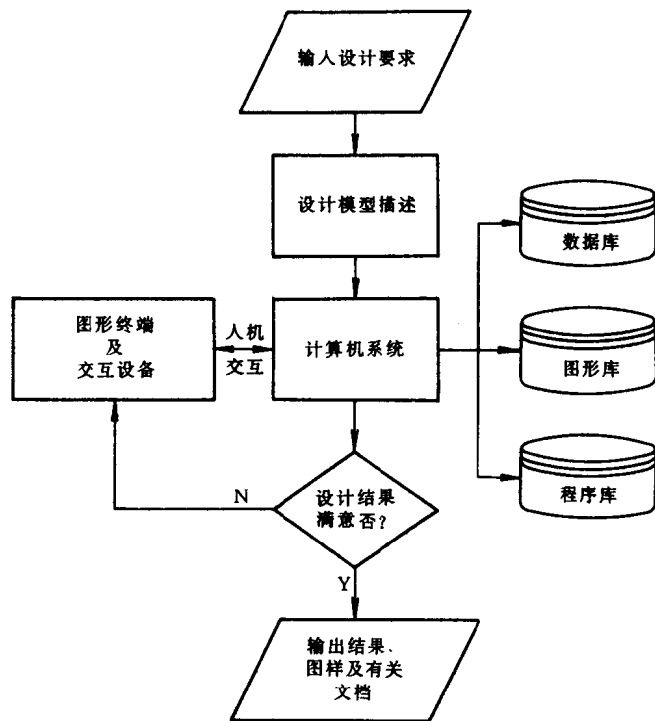 输人设计要求
设计模型描述
数据库
图形终端
及
交互设备
人机
交互
计算机系统
图形库
程序库
N
设计结果
满意否?
Y
输出结果、
图样及有关
文档